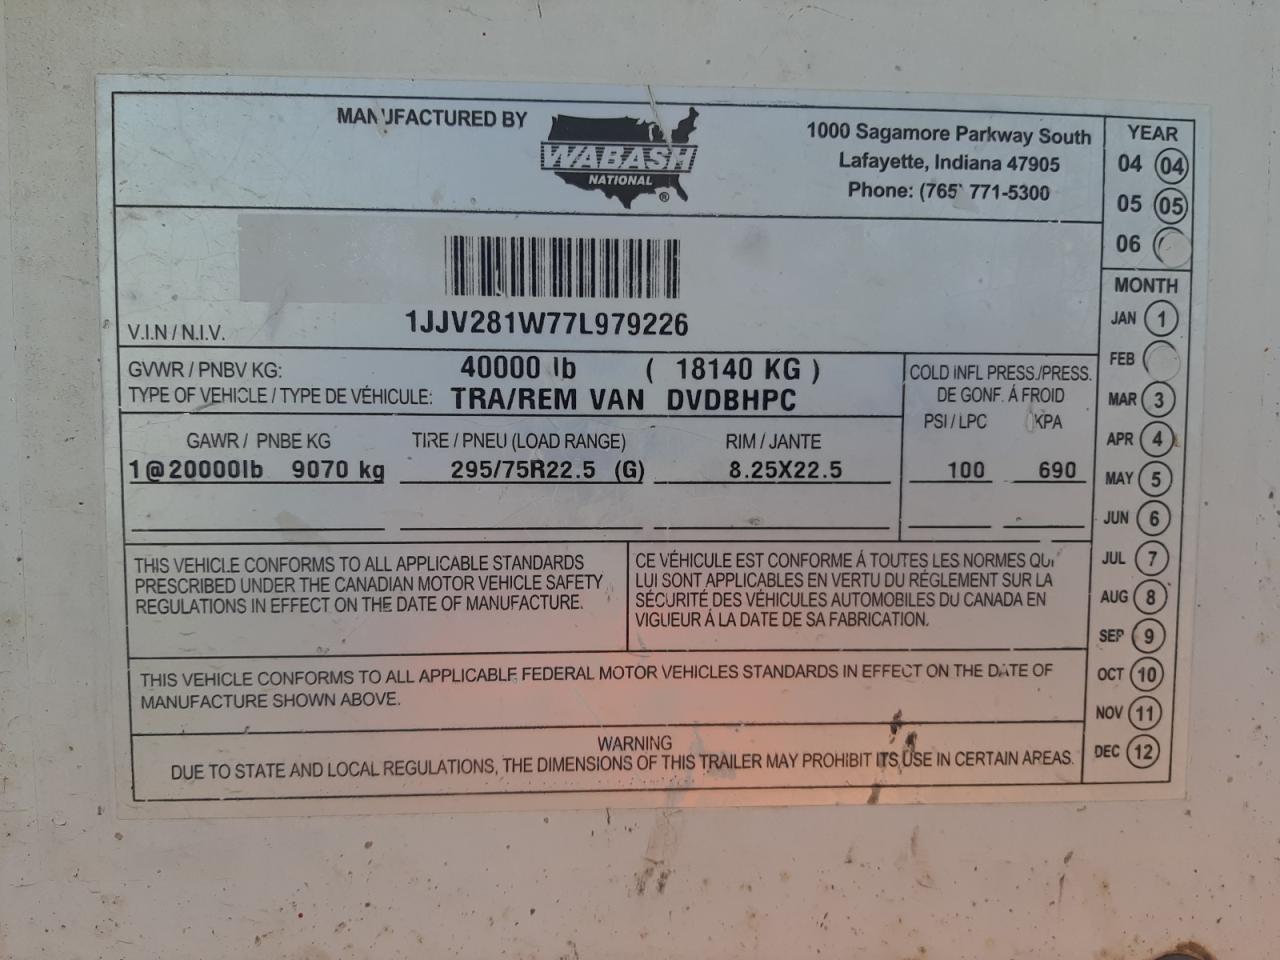 MANUFACTURED BY
WABASH
NATIONAL ®
1000 Sagamore Parkway South
Lafayette, Indiana 47905
Phone: (765) 771-5300
YEAR
04 04
05 05
06
MONTH
JAN 1
FEB
MAR 3
APR 4
MAY 5
JUN 6
JUL 7
AUG 8
SEP 9
OCT 10
NOV 11
DEC 12
V.I.N / N.I.V. 1JJV281W77L979226
GVWR / PNBV KG: 40000 lb ( 18140 KG )
TYPE OF VEHICLE / TYPE DE VÉHICULE: TRA/REM VAN DVDBHPC
COLD INFL PRESS./PRESS.
DE GONF. Á FROID
PSI / LPC KPA
100 690
GAWR / PNBE KG TIRE / PNEU (LOAD RANGE) RIM / JANTE
1@20000lb 9070 kg 295/75R22.5 (G) 8.25X22.5
THIS VEHICLE CONFORMS TO ALL APPLICABLE STANDARDS
PRESCRIBED UNDER THE CANADIAN MOTOR VEHICLE SAFETY
REGULATIONS IN EFFECT ON THE DATE OF MANUFACTURE.
CE VÉHICULE EST CONFORME Á TOUTES LES NORMES QUI
LUI SONT APPLICABLES EN VERTU DU RÉGLEMENT SUR LA
SÉCURITÉ DES VÉHICULES AUTOMOBILES DU CANADA EN
VIGUEUR Á LA DATE DE SA FABRICATION.
THIS VEHICLE CONFORMS TO ALL APPLICABLE FEDERAL MOTOR VEHICLES STANDARDS IN EFFECT ON THE DATE OF
MANUFACTURE SHOWN ABOVE.
WARNING
DUE TO STATE AND LOCAL REGULATIONS, THE DIMENSIONS OF THIS TRAILER MAY PROHIBIT ITS USE IN CERTAIN AREAS.